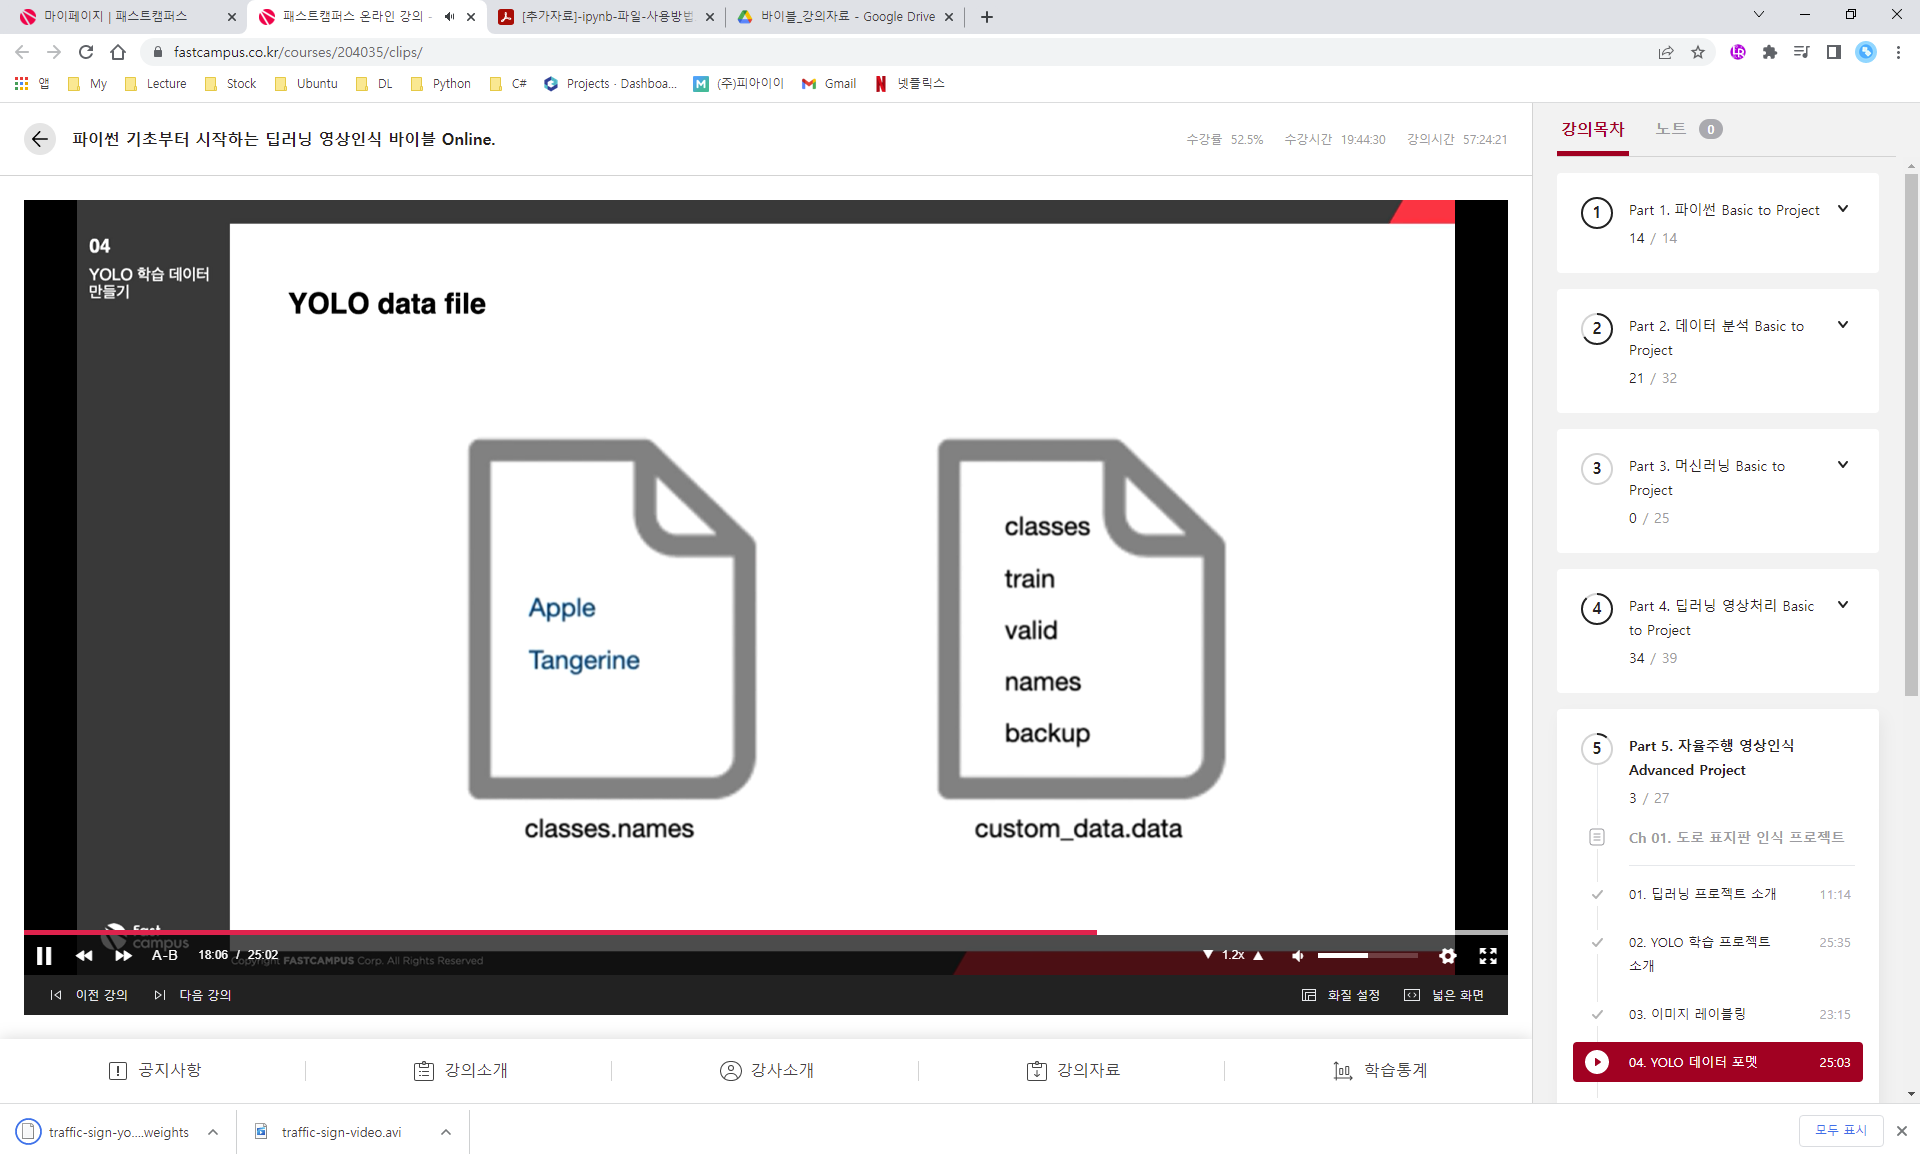 마이페이지 | 패스트캠퍼스
패스트캠퍼스 온라인 강의 -
[추가자료]-ipynb-파일-사용방법
바이블_강의자료 - Google Drive
fastcampus.co.kr/courses/204035/clips/
앱
My
Lecture
Stock
Ubuntu
DL
Python
C#
Projects · Dashboa...
(주)피아이이
Gmail
넷플릭스
파이썬 기초부터 시작하는 딥러닝 영상인식 바이블 Online.
수강률 52.5%
수강시간 19:44:30
강의시간 57:24:21
04
YOLO 학습 데이터
만들기
YOLO data file
Apple
Tangerine
classes.names
classes
train
valid
names
backup
custom_data.data
fast
campus
Copyright FASTCAMPUS Corp. All Rights Reserved
A-B
18:06 / 25:02
1.2x
이전 강의
다음 강의
화질 설정
넓은 화면
공지사항
강의소개
강사소개
강의자료
학습통계
강의목차
노트 0
1
Part 1. 파이썬 Basic to Project
14 / 14
2
Part 2. 데이터 분석 Basic to
Project
21 / 32
3
Part 3. 머신러닝 Basic to
Project
0 / 25
4
Part 4. 딥러닝 영상처리 Basic
to Project
34 / 39
5
Part 5. 자율주행 영상인식
Advanced Project
3 / 27
Ch 01. 도로 표지판 인식 프로젝트
01. 딥러닝 프로젝트 소개 11:14
02. YOLO 학습 프로젝트
소개
25:35
03. 이미지 레이블링 23:15
04. YOLO 데이터 포멧 25:03
traffic-sign-yo....weights
traffic-sign-video.avi
모두 표시